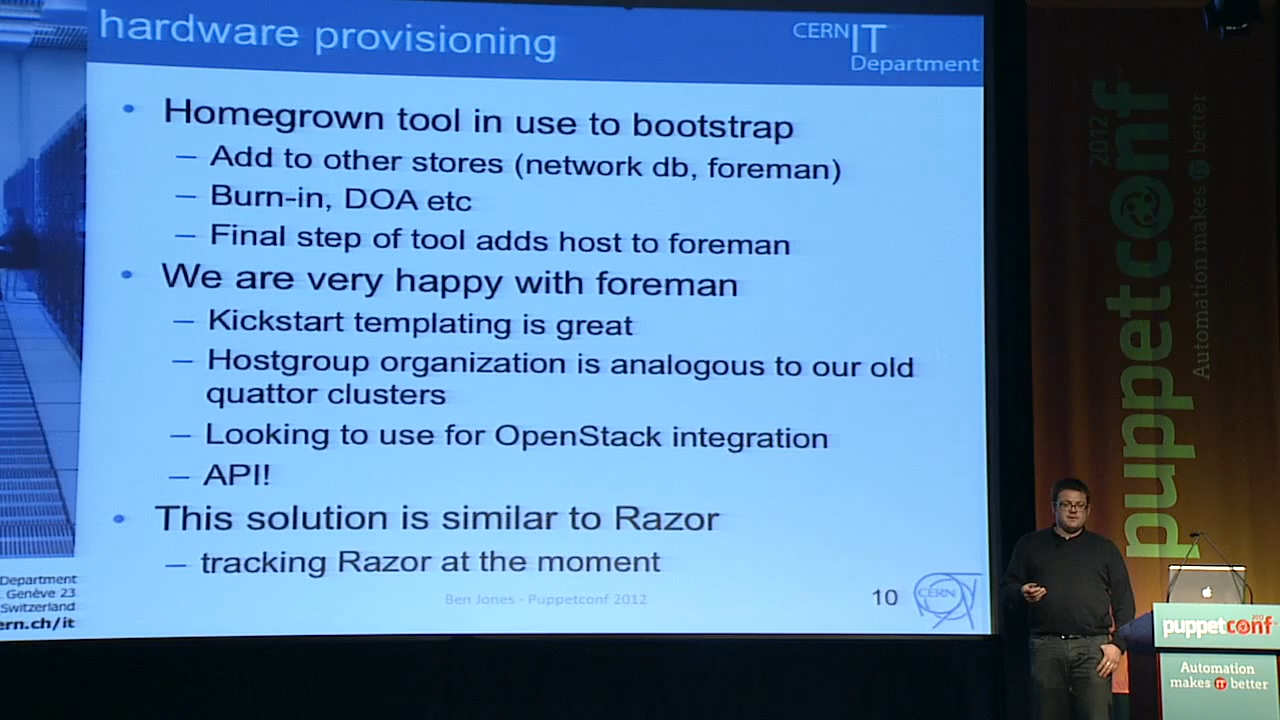 hardware provisioning
CERN IT
Department
• Homegrown tool in use to bootstrap
– Add to other stores (network db, foreman)
– Burn-in, DOA etc
– Final step of tool adds host to foreman
• We are very happy with foreman
– Kickstart templating is great
– Hostgroup organization is analogous to our old
quattor clusters
– Looking to use for OpenStack integration
– API!
• This solution is similar to Razor
– tracking Razor at the moment
Department
Genève 23
Switzerland
ern.ch/it
Ben Jones - Puppetconf 2012
10
CERN
puppetconf
2012
Automation makes IT better
puppetconf
2012
Automation
makes IT better